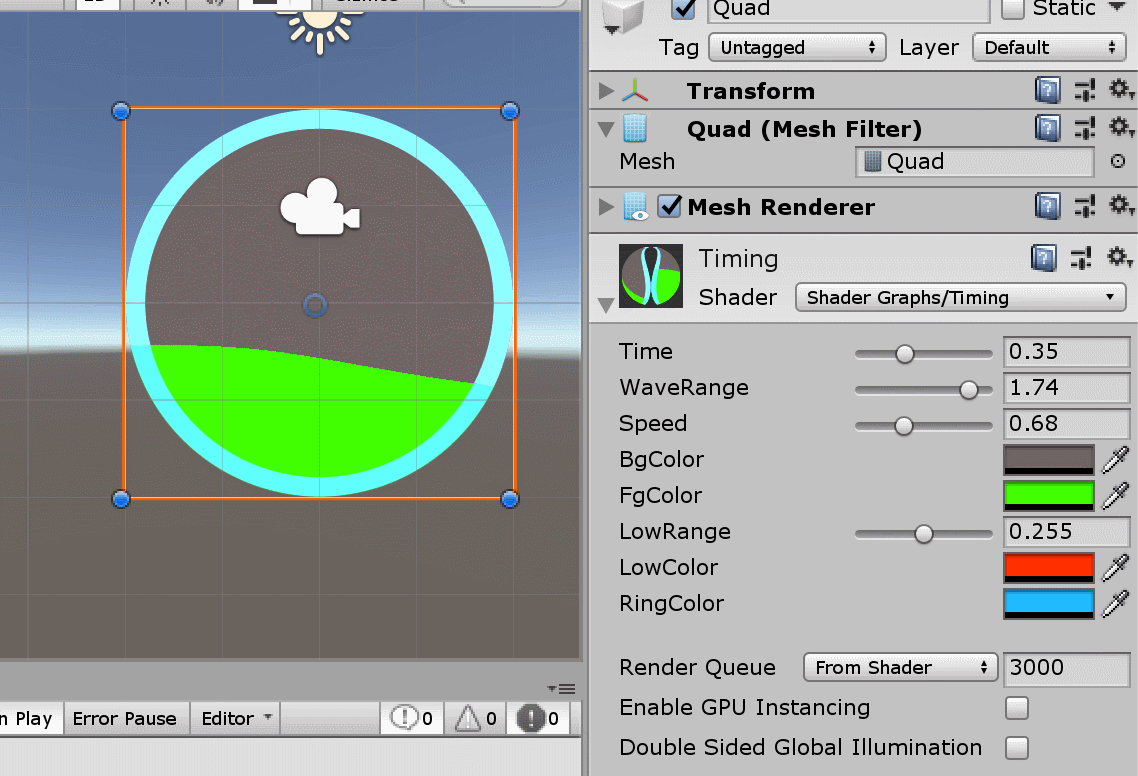 Quad
Static
Tag Untagged Layer Default
Transform
Quad (Mesh Filter)
Mesh Quad
Mesh Renderer
Timing
Shader Shader Graphs/Timing
Time 0.35
WaveRange 1.74
Speed 0.68
BgColor
FgColor
LowRange 0.255
LowColor
RingColor
Render Queue From Shader 3000
Enable GPU Instancing
Double Sided Global Illumination
n Play Error Pause Editor 0 0 0